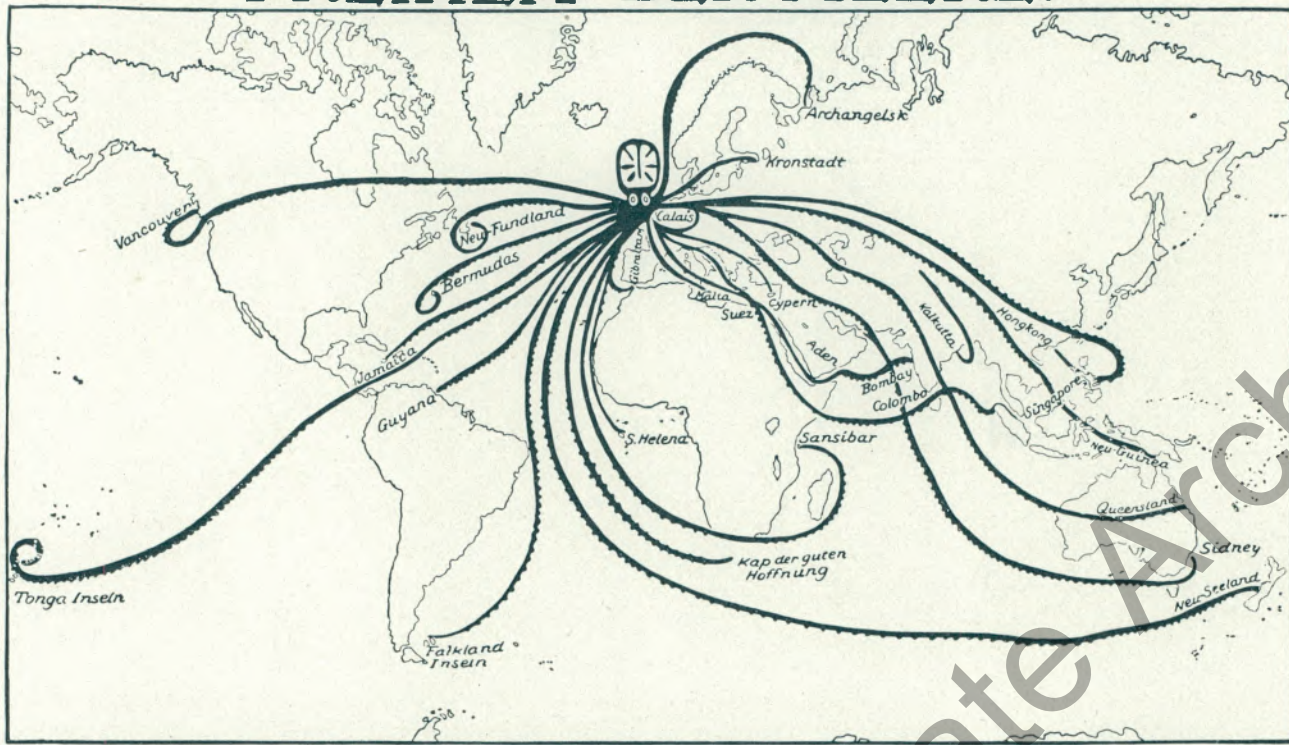 Archangelsk
Kronstadt
Vancouver
New-Fundland
Calais
Bermudas
Gibraltar
Malta
Cypern
Suez
Aden
Kalkutta
Hongkong
Bombay
Colombo
Singapore
Jamaica
Guyana
S. Helena
Sansibar
Neu-Guinea
Queensland
Sidney
Kap der guten
Hoffnung
New Seeland
Tonga Inseln
Falkland
Inseln